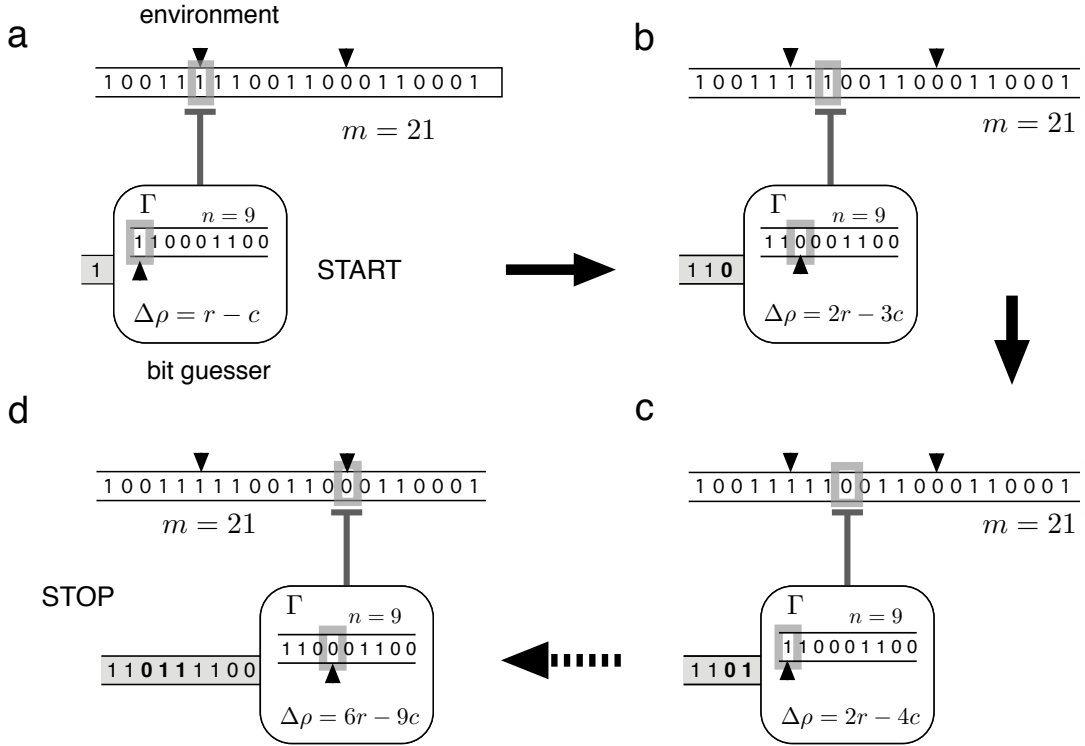 environment
a
1 0 0 1 1 1 1 1 0 0 1 1 0 0 0 1 1 0 0 0 1
m = 21
Γ
n = 9
1 1 0 0 0 1 1 0 0
1
START
Δρ = r − c
bit guesser
b
1 0 0 1 1 1 1 1 0 0 1 1 0 0 0 1 1 0 0 0 1
m = 21
Γ
n = 9
1 1 0 0 0 1 1 0 0
1 1 0
Δρ = 2r − 3c
c
1 0 0 1 1 1 1 1 0 0 1 1 0 0 0 1 1 0 0 0 1
m = 21
Γ
n = 9
1 1 0 0 0 1 1 0 0
1 1 0 1
Δρ = 2r − 4c
d
1 0 0 1 1 1 1 1 0 0 1 1 0 0 0 1 1 0 0 0 1
m = 21
STOP
Γ
n = 9
1 1 0 0 0 1 1 0 0
1 1 0 1 1 1 1 0 0
Δρ = 6r − 9c